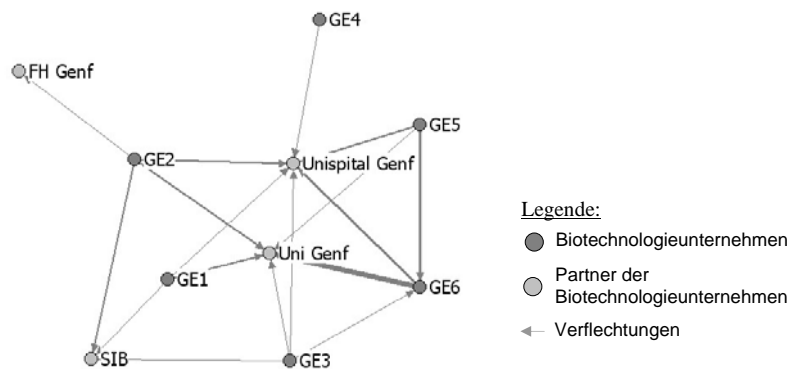 GE4
FH Genf
GE5
GE2
Unispital Genf
Uni Genf
GE1
GE6
SIB
GE3
Legende:
Biotechnologieunternehmen
Partner der
Biotechnologieunternehmen
Verflechtungen